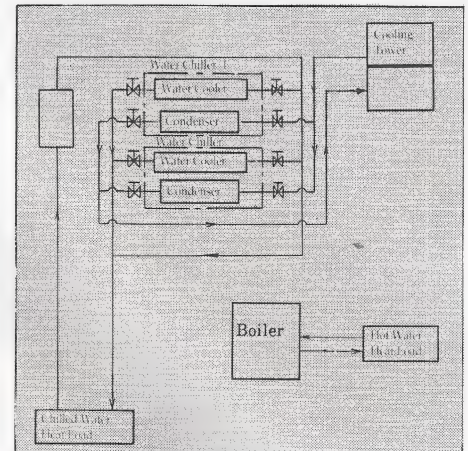 Cooling
Tower
Water Chiller 1
Water Cooler
Condenser
Water Chiller
Water Cooler
Condenser
Boiler
Hot Water
Heat Load
Chilled Water
Heat Load